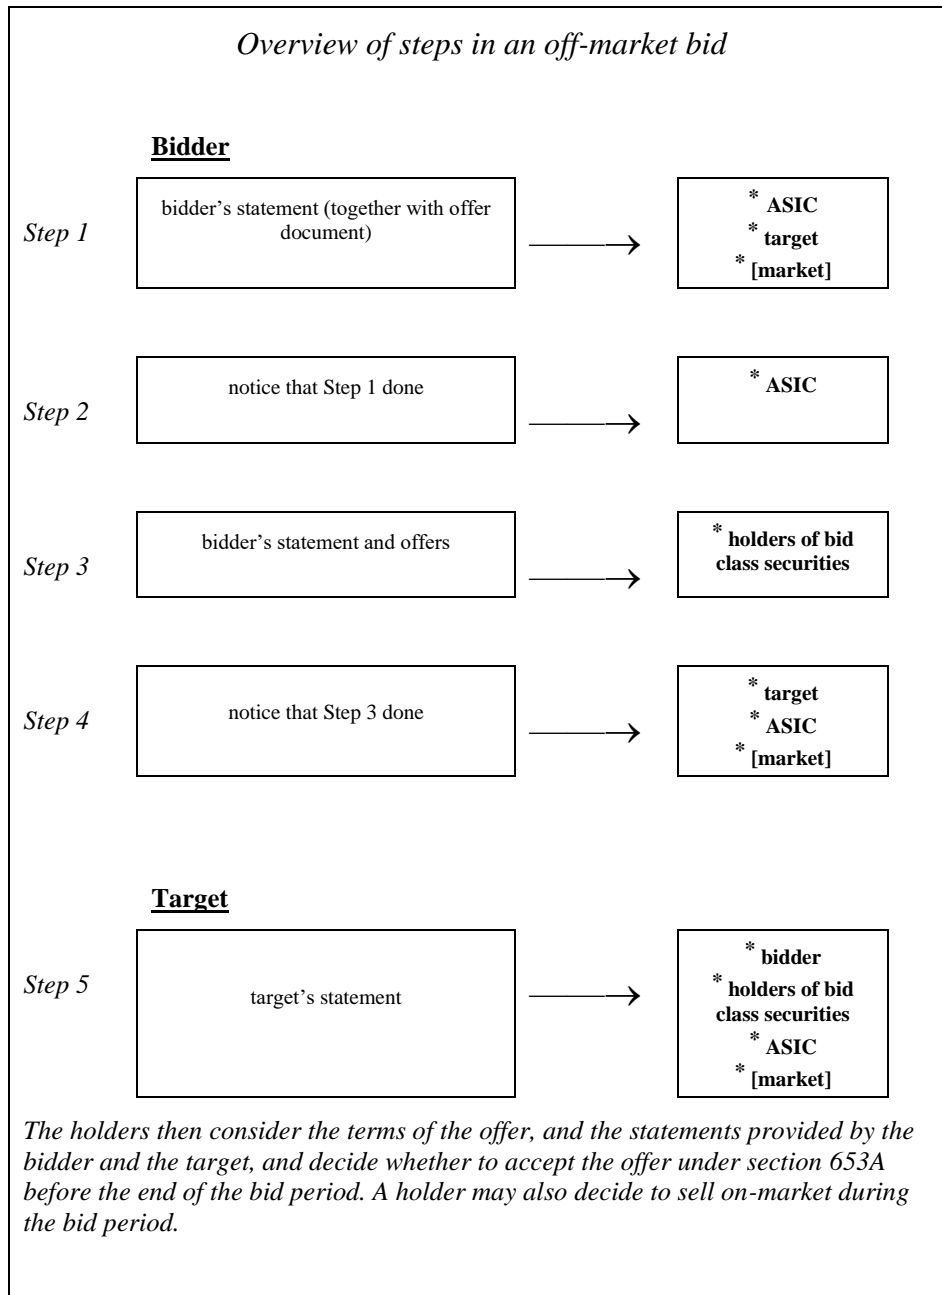 Overview of steps in an off-market bid
Bidder
Step 1
bidder’s statement (together with offer
document)
* ASIC
* target
* [market]
Step 2
notice that Step 1 done
* ASIC
Step 3
bidder’s statement and offers
* holders of bid
class securities
Step 4
notice that Step 3 done
* target
* ASIC
* [market]
Target
Step 5
target’s statement
* bidder
* holders of bid
class securities
* ASIC
* [market]
The holders then consider the terms of the offer, and the statements provided by the
bidder and the target, and decide whether to accept the offer under section 653A
before the end of the bid period. A holder may also decide to sell on-market during
the bid period.